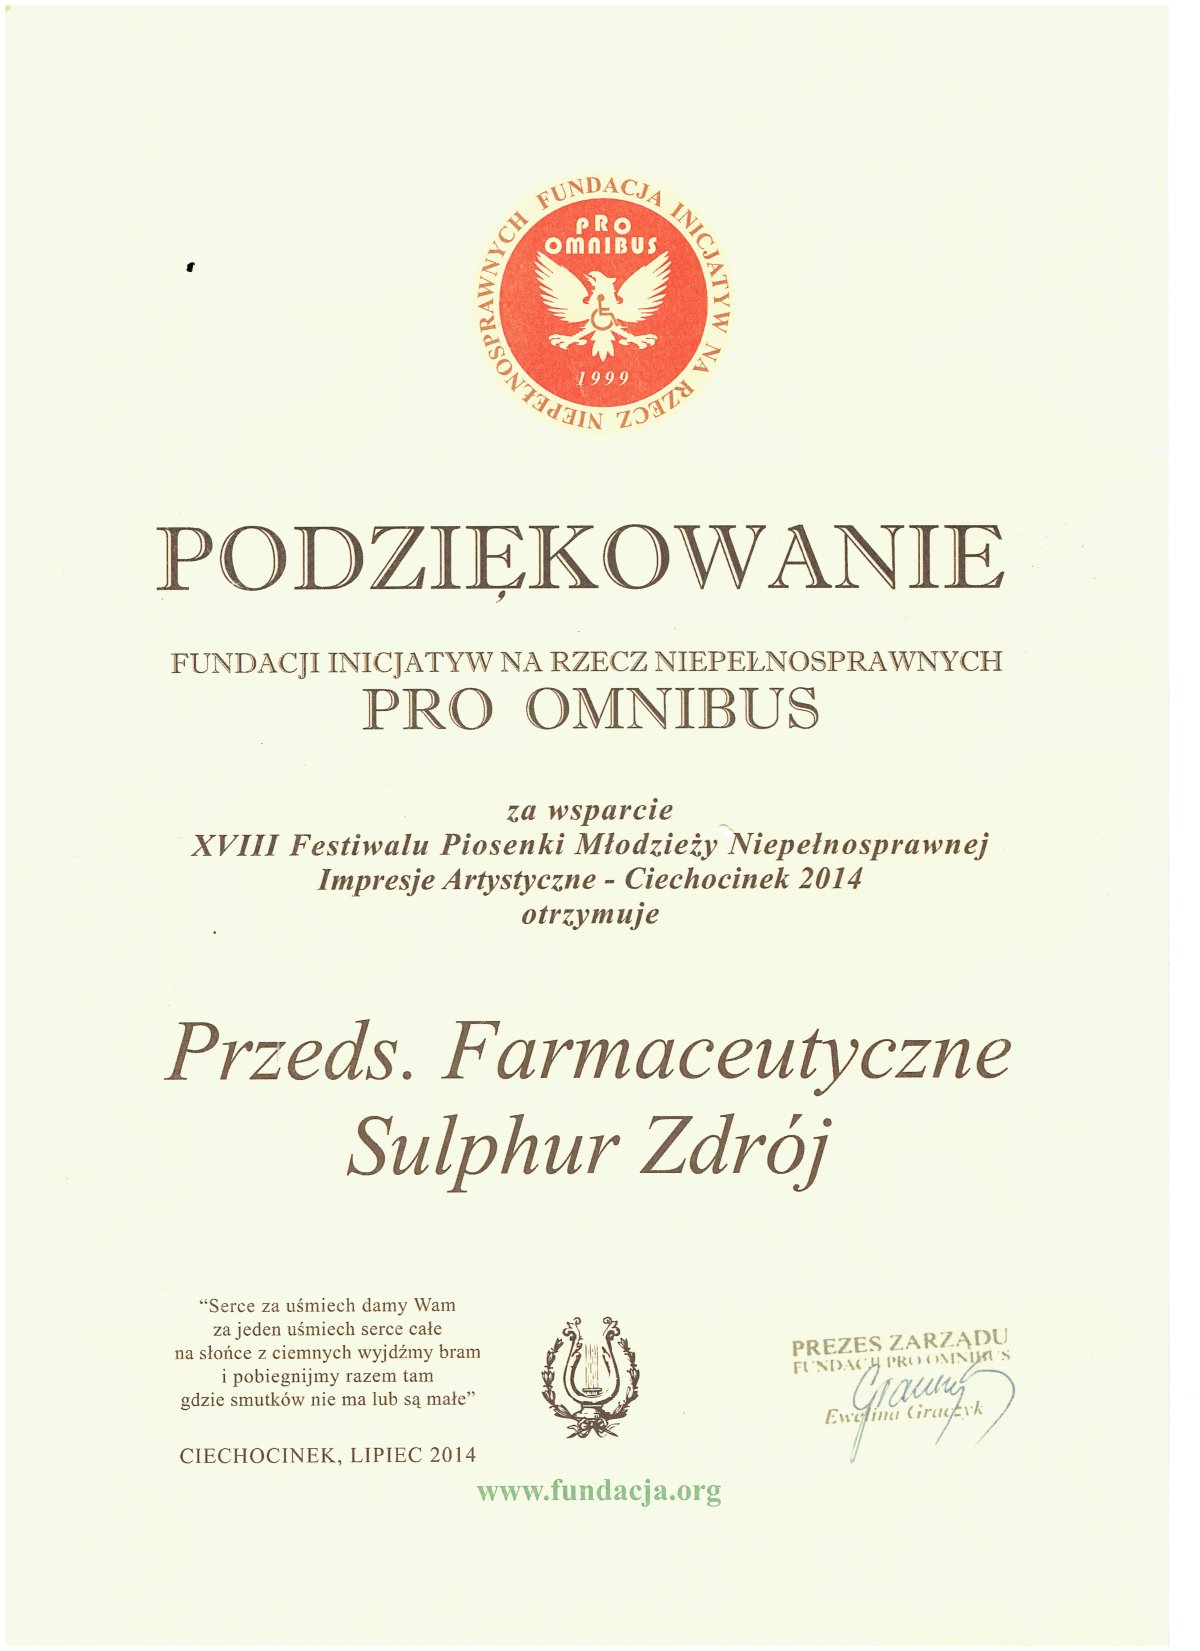 FUNDACJA INICJATYW NA RZECZ NIEPEŁNOSPRAWNYCH
PRO
OMNIBUS
1999
PODZIĘKOWANIE
FUNDACJI INICJATYW NA RZECZ NIEPEŁNOSPRAWNYCH
PRO OMNIBUS
za wsparcie
XVIII Festiwalu Piosenki Młodzieży Niepełnosprawnej
Impresje Artystyczne - Ciechocinek 2014
otrzymuje
Przeds. Farmaceutyczne
Sulphur Zdrój
“Serce za uśmiech damy Wam
za jeden uśmiech serce całe
na słońce z ciemnych wyjdźmy bram
i pobiegnijmy razem tam
gdzie smutków nie ma lub są małe”
CIECHOCINEK, LIPIEC 2014
PREZES ZARZĄDU
FUNDACJI PRO OMNIBUS
Ewelina Graczyk
www.fundacja.org